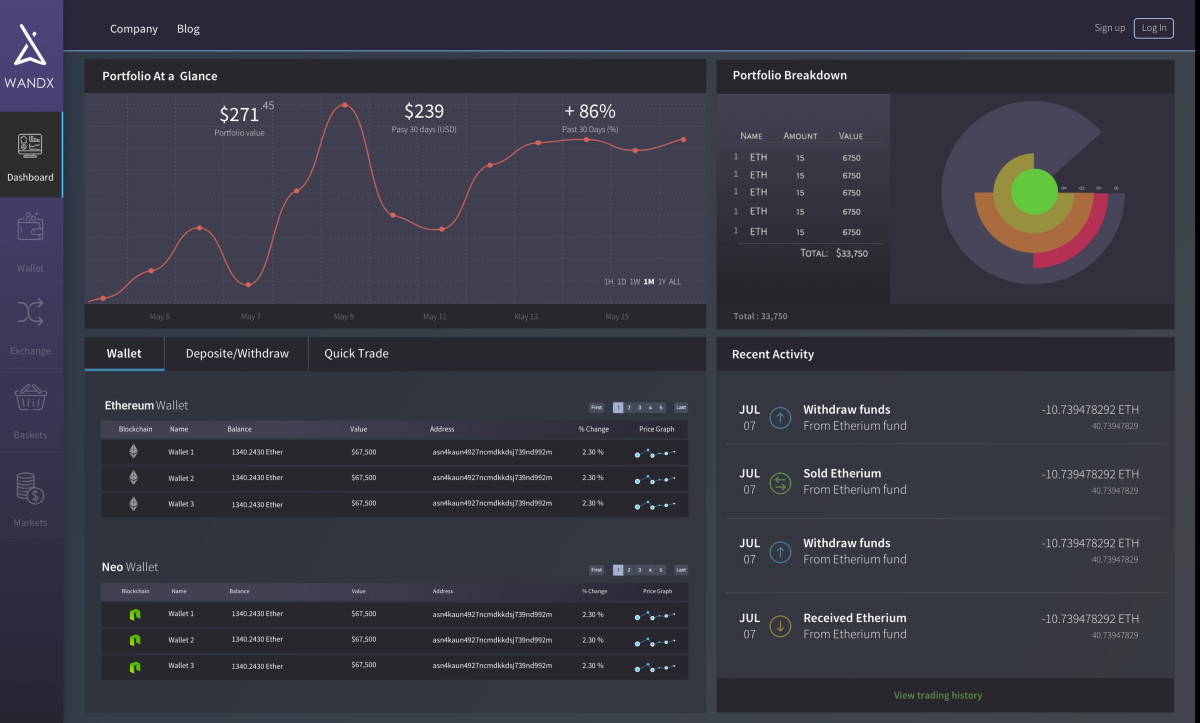 WANDX
Company Blog
Sign up Log In
Dashboard
Wallet
Exchange
Baskets
Markets
Portfolio At a Glance
$271.45
Portfolio value
$239
Pasy 30 days (USD)
+ 86%
Past 30 Days (%)
1H 1D 1W 1M 1Y ALL
May 5 May 7 May 9 May 11 May 13 May 15
Portfolio Breakdown
Name Amount Value
1 ETH 15 6750
1 ETH 15 6750
1 ETH 15 6750
1 ETH 15 6750
1 ETH 15 6750
Total: $33,750
Total : 33,750
Wallet Deposite/Withdraw Quick Trade
Ethereum Wallet
First 1 2 3 4 5 Last
Blockchain Name Balance Value Address % Change Price Graph
Wallet 1 1340.2430 Ether $67,500 asn4kaun4927ncmdkkdsj739nd992m 2.30 %
Wallet 2 1340.2430 Ether $67,500 asn4kaun4927ncmdkkdsj739nd992m 2.30 %
Wallet 3 1340.2430 Ether $67,500 asn4kaun4927ncmdkkdsj739nd992m 2.30 %
Neo Wallet
First 1 2 3 4 5 Last
Blockchain Name Balance Value Address % Change Price Graph
Wallet 1 1340.2430 Ether $67,500 asn4kaun4927ncmdkkdsj739nd992m 2.30 %
Wallet 2 1340.2430 Ether $67,500 asn4kaun4927ncmdkkdsj739nd992m 2.30 %
Wallet 3 1340.2430 Ether $67,500 asn4kaun4927ncmdkkdsj739nd992m 2.30 %
Recent Activity
JUL 07
Withdraw funds
From Etherium fund
-10.739478292 ETH
40.73947829
JUL 07
Sold Etherium
From Etherium fund
-10.739478292 ETH
40.73947829
JUL 07
Withdraw funds
From Etherium fund
-10.739478292 ETH
40.73947829
JUL 07
Received Etherium
From Etherium fund
-10.739478292 ETH
40.73947829
View trading history